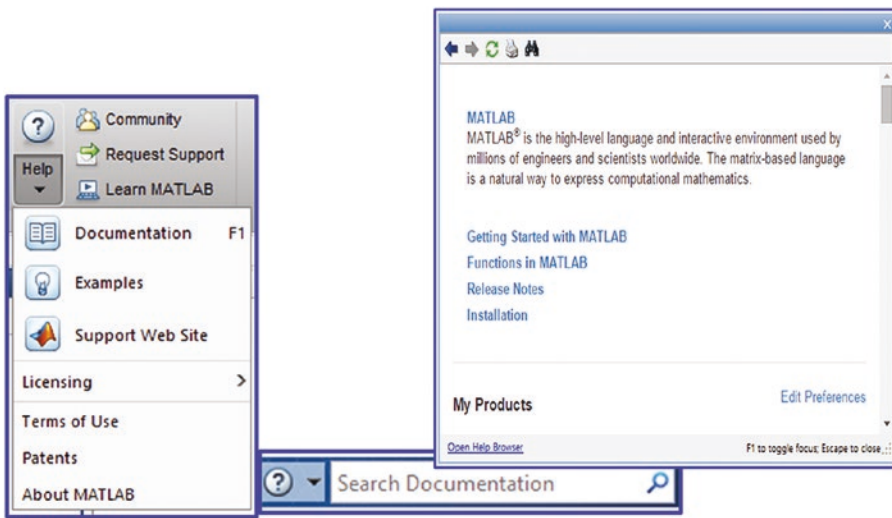 Community
Request Support
Help
Learn MATLAB
Documentation F1
Examples
Support Web Site
Licensing
Terms of Use
Patents
About MATLAB
Search Documentation
MATLAB
MATLAB® is the high-level language and interactive environment used by
millions of engineers and scientists worldwide. The matrix-based language
is a natural way to express computational mathematics.
Getting Started with MATLAB
Functions in MATLAB
Release Notes
Installation
My Products Edit Preferences
Open Help Browser F1 to toggle focus; Escape to close